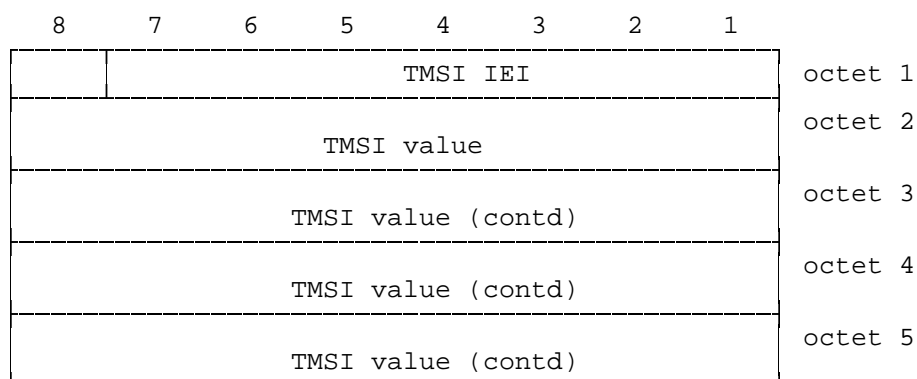 8 7 6 5 4 3 2 1
TMSI IEI octet 1
octet 2
TMSI value
octet 3
TMSI value (contd)
octet 4
TMSI value (contd)
octet 5
TMSI value (contd)